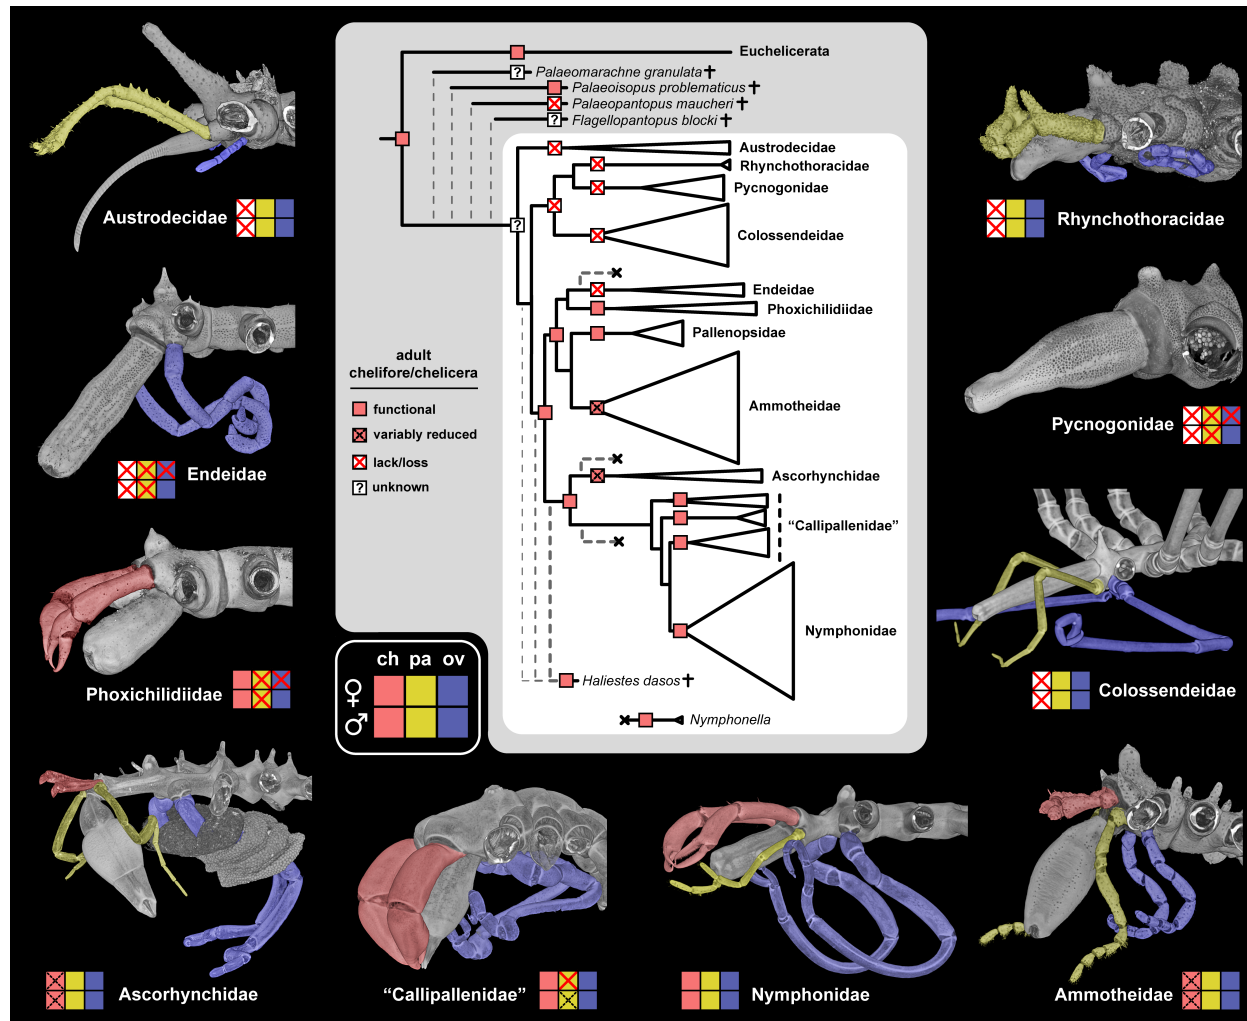 Euchelicerata
? Palaeomarachne granulata †
Palaeoisopus problematicus †
Palaeopantopus maucheri †
? Flagellopantopus blocki †
Austrodecidae
Rhynchothoracidae
Pycnogonidae
?
Colossendeidae
Endeidae
Phoxichilidiidae
Pallenopsidae
Ammotheidae
Ascorhynchidae
“Callipallenidae”
Nymphonidae
Haliestes dasos †
Nymphonella
adult
chelifore/chelicera
functional
variably reduced
lack/loss
? unknown
ch pa ov
♀
♂
Austrodecidae
Rhynchothoracidae
Endeidae
Pycnogonidae
Phoxichilidiidae
Colossendeidae
Ascorhynchidae
“Callipallenidae”
Nymphonidae
Ammotheidae